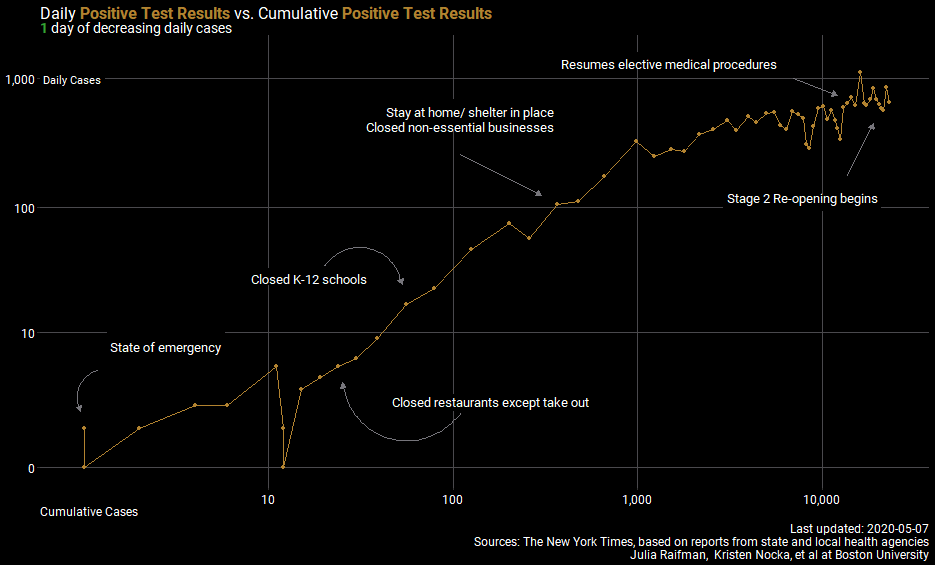 Daily Positive Test Results vs. Cumulative Positive Test Results
1 day of decreasing daily cases
Resumes elective medical procedures
1,000
Daily Cases
Stay at home/ shelter in place
Closed non-essential businesses
Stage 2 Re-opening begins
100
Closed K-12 schools
10
State of emergency
Closed restaurants except take out
0
10
100
1,000
10,000
Cumulative Cases
Last updated: 2020-05-07
Sources: The New York Times, based on reports from state and local health agencies
Julia Raifman, Kristen Nocka, et al at Boston University